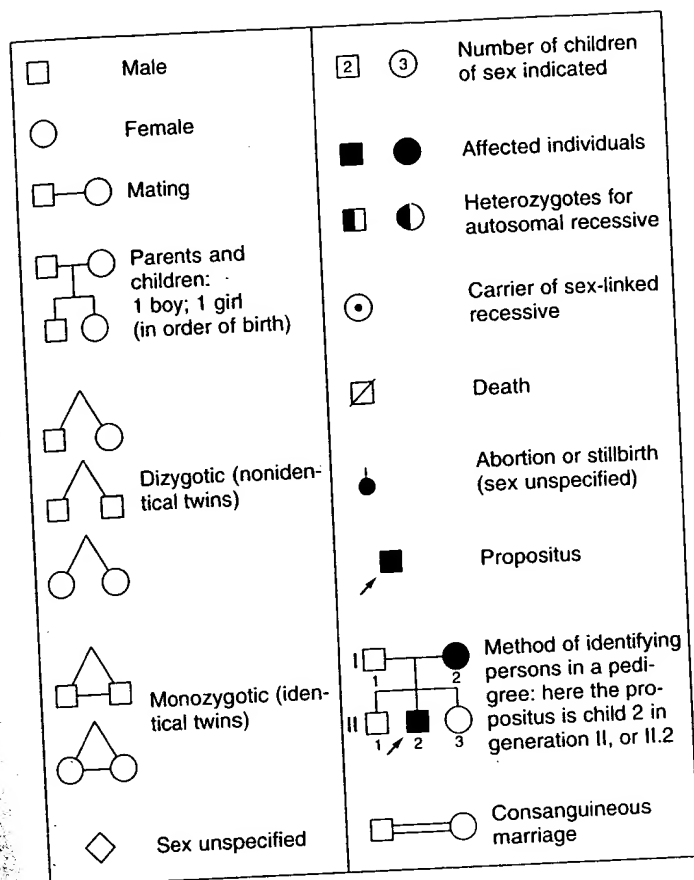 Male
Female
Mating
Parents and
children:
1 boy; 1 girl
(in order of birth)
Dizygotic (noniden-
tical twins)
Monozygotic (iden-
tical twins)
Sex unspecified
2 3 Number of children
of sex indicated
Affected individuals
Heterozygotes for
autosomal recessive
Carrier of sex-linked
recessive
Death
Abortion or stillbirth
(sex unspecified)
Propositus
I 1 2
II 1 2 3
Method of identifying
persons in a pedi-
gree: here the pro-
positus is child 2 in
generation II, or II.2
Consanguineous
marriage